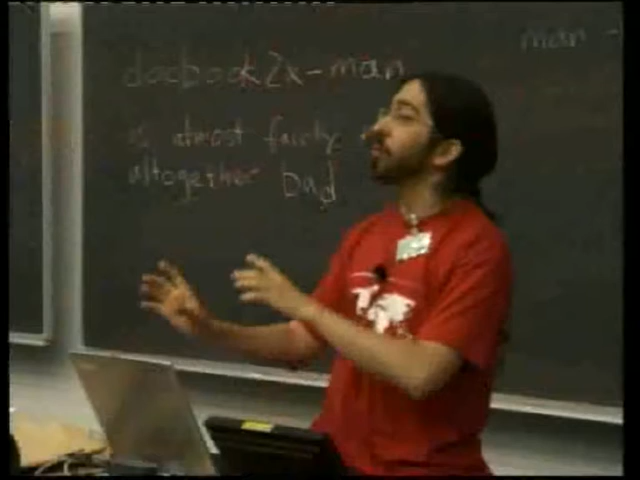 docbook2x-man
is almost fairly
altogether bad
man -